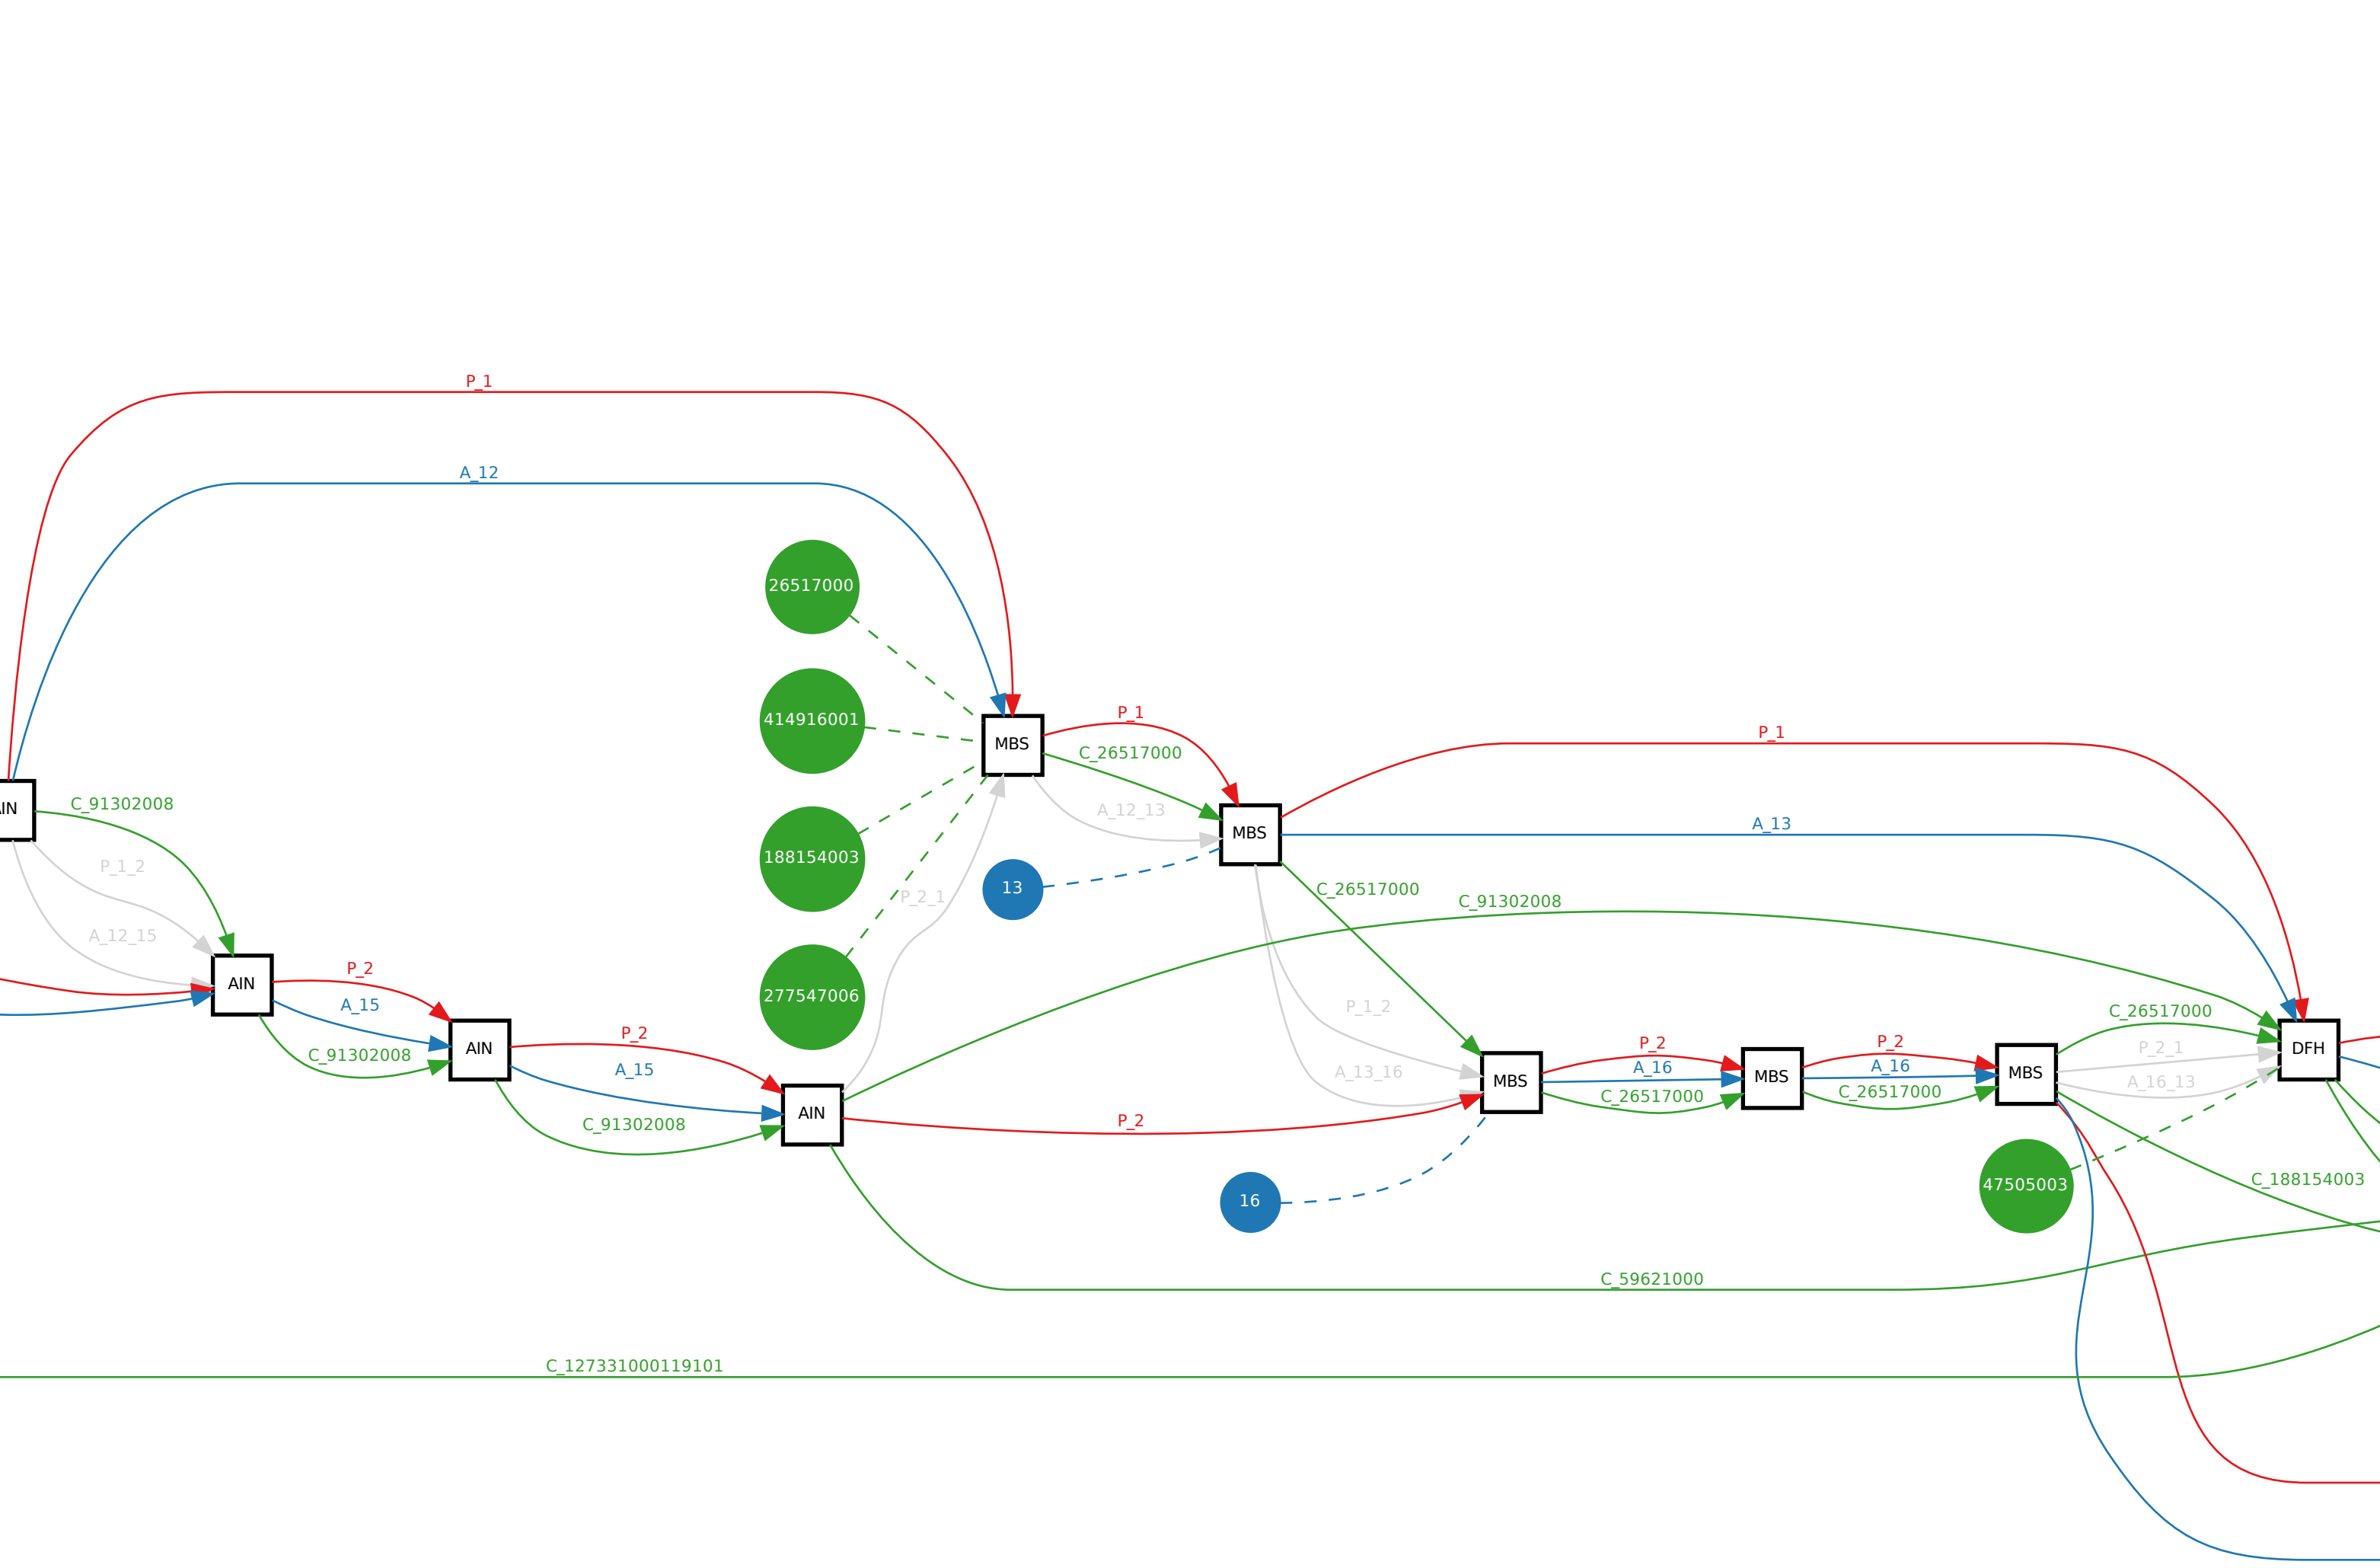 P_1
A_12
26517000
414916001
P_1
P_1
MBS
C_26517000
C_91302008
A_12_13
A_13
MBS
188154003
P_1_2
13
P_2_1
C_26517000
C_91302008
A_12_15
P_2
AIN
277547006
A_15
P_1_2
C_26517000
P_2
P_2
P_2
AIN
C_91302008
A_15
A_13_16
A_16
A_16
P_2_1
DFH
MBS
MBS
MBS
A_16_13
C_26517000
C_26517000
AIN
P_2
C_91302008
C_188154003
47505003
16
C_59621000
C_127331000119101